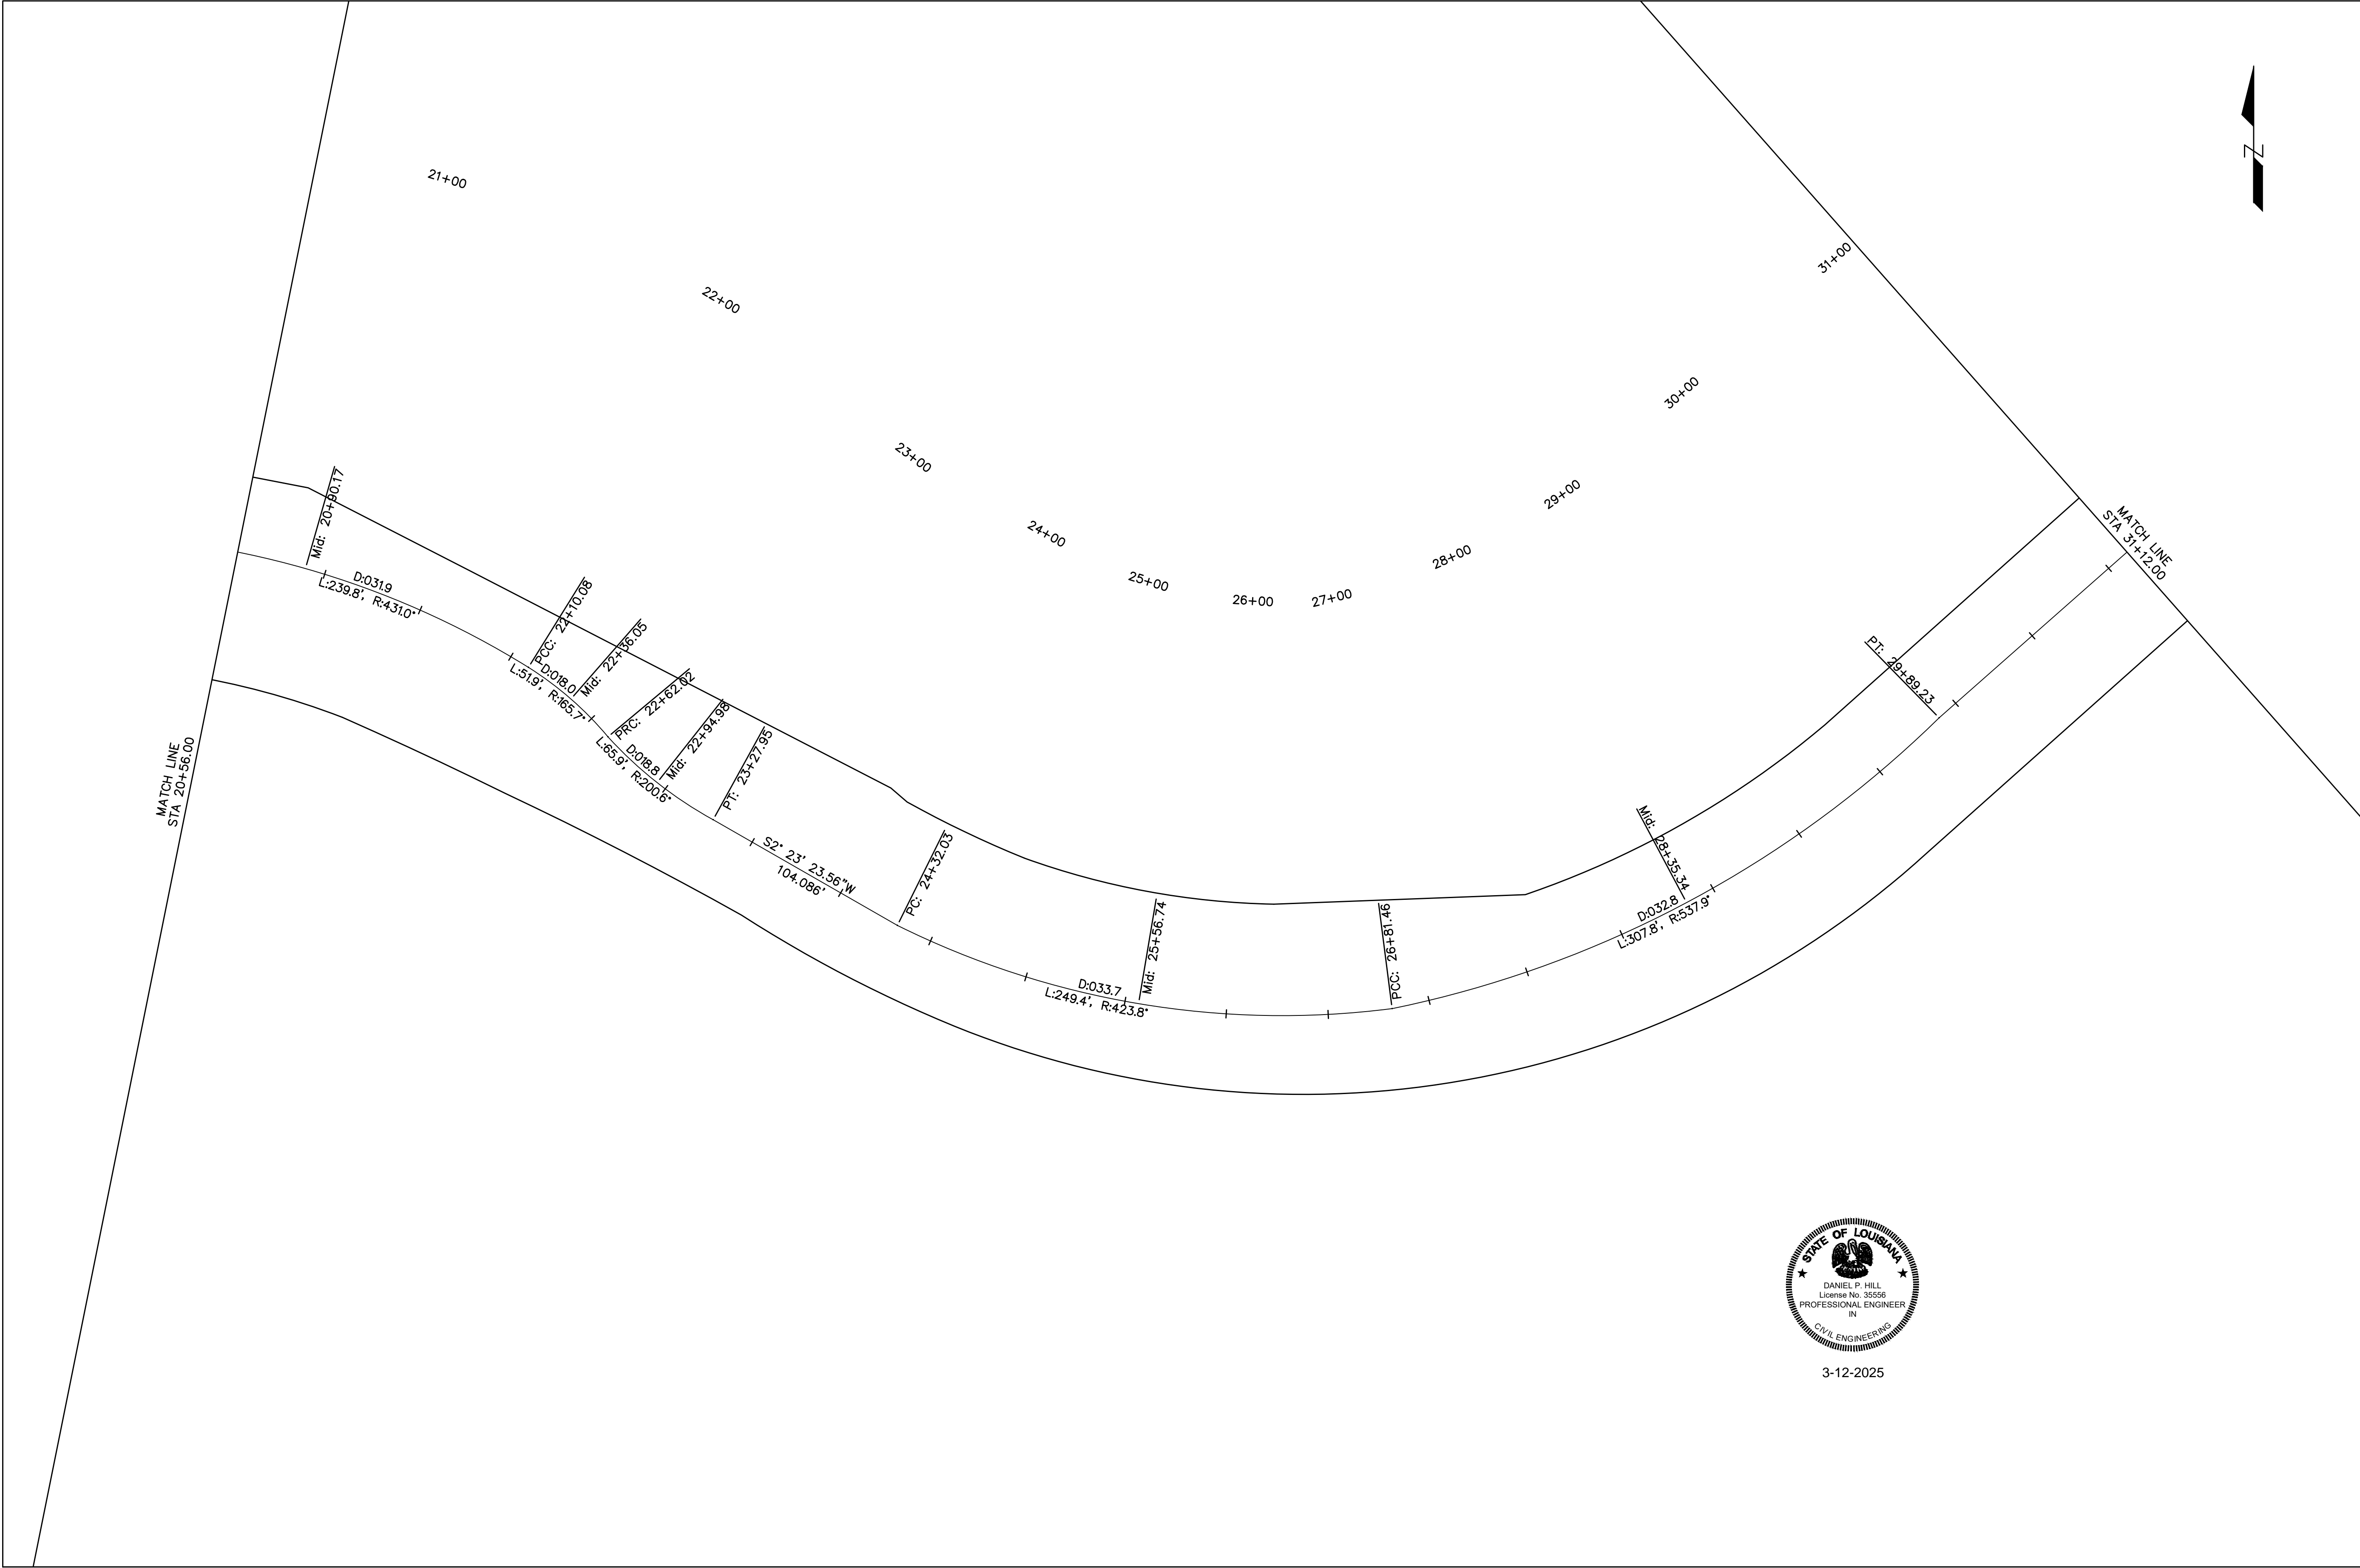 21+00
22+00
23+00
24+00
25+00
26+00
27+00
28+00
29+00
30+00
31+00
N
MATCH LINE
STA 20+56.00
Mid: 20+90.17
D:031.9
L:239.8', R:431.0°
PCC: 22+10.08
D:018.0
L:51.9', R:165.7°
Mid: 22+36.05
PRC: 22+62.02
D:018.8
L:65.9', R:200.6°
Mid: 22+94.98
PT: 23+27.95
S2° 23' 23.56"W
104.086'
PC: 24+32.03
D:033.7
L:249.4', R:423.8°
Mid: 25+56.74
PCC: 26+81.46
Mid: 28+35.34
D:032.8
L:307.8', R:537.9°
PT: 29+89.23
MATCH LINE
STA 31+12.00
STATE OF LOUISIANA
DANIEL P. HILL
License No. 35556
PROFESSIONAL ENGINEER
IN
CIVIL ENGINEERING
3-12-2025